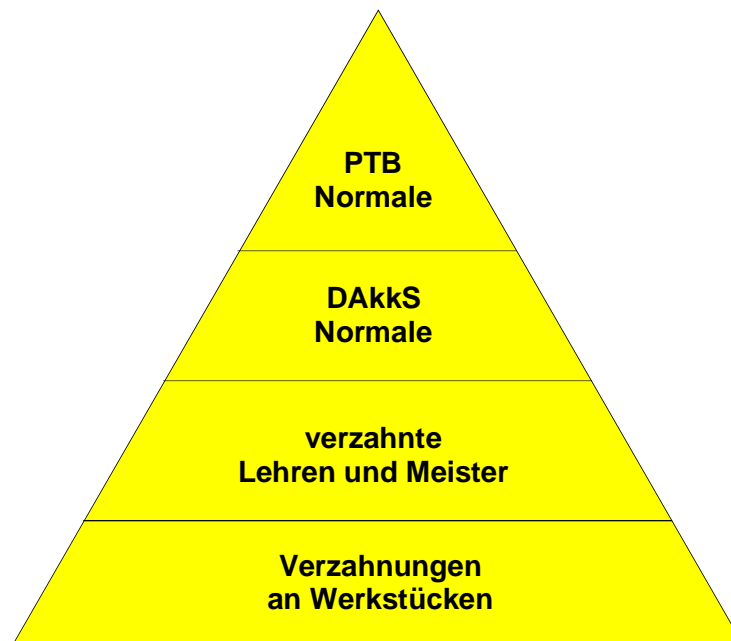 PTB
Normale
DAkkS
Normale
verzahnte
Lehren und Meister
Verzahnungen
an Werkstücken